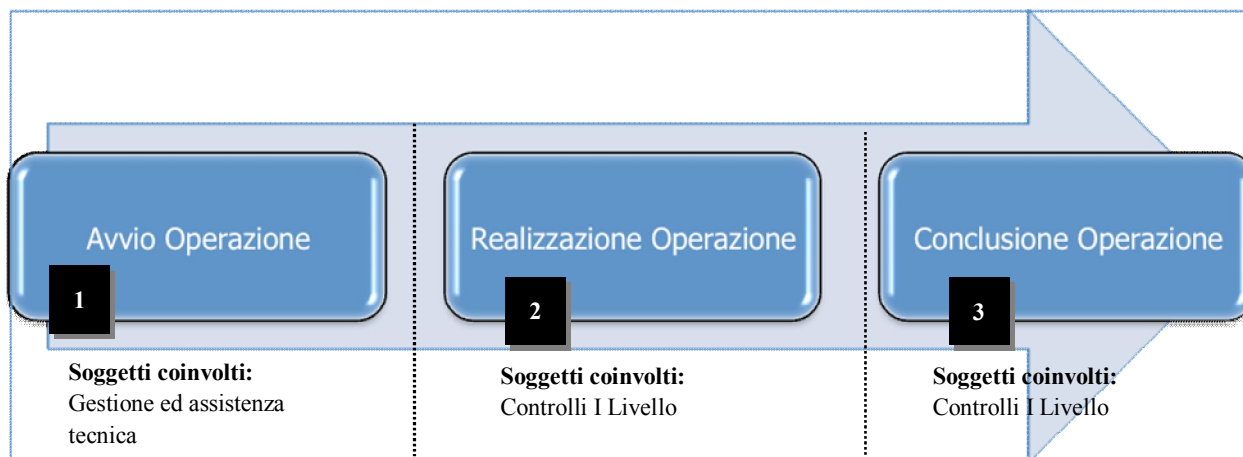 Avvio Operazione
1
Soggetti coinvolti:
Gestione ed assistenza
tecnica
Realizzazione Operazione
2
Soggetti coinvolti:
Controlli I Livello
Conclusione Operazione
3
Soggetti coinvolti:
Controlli I Livello